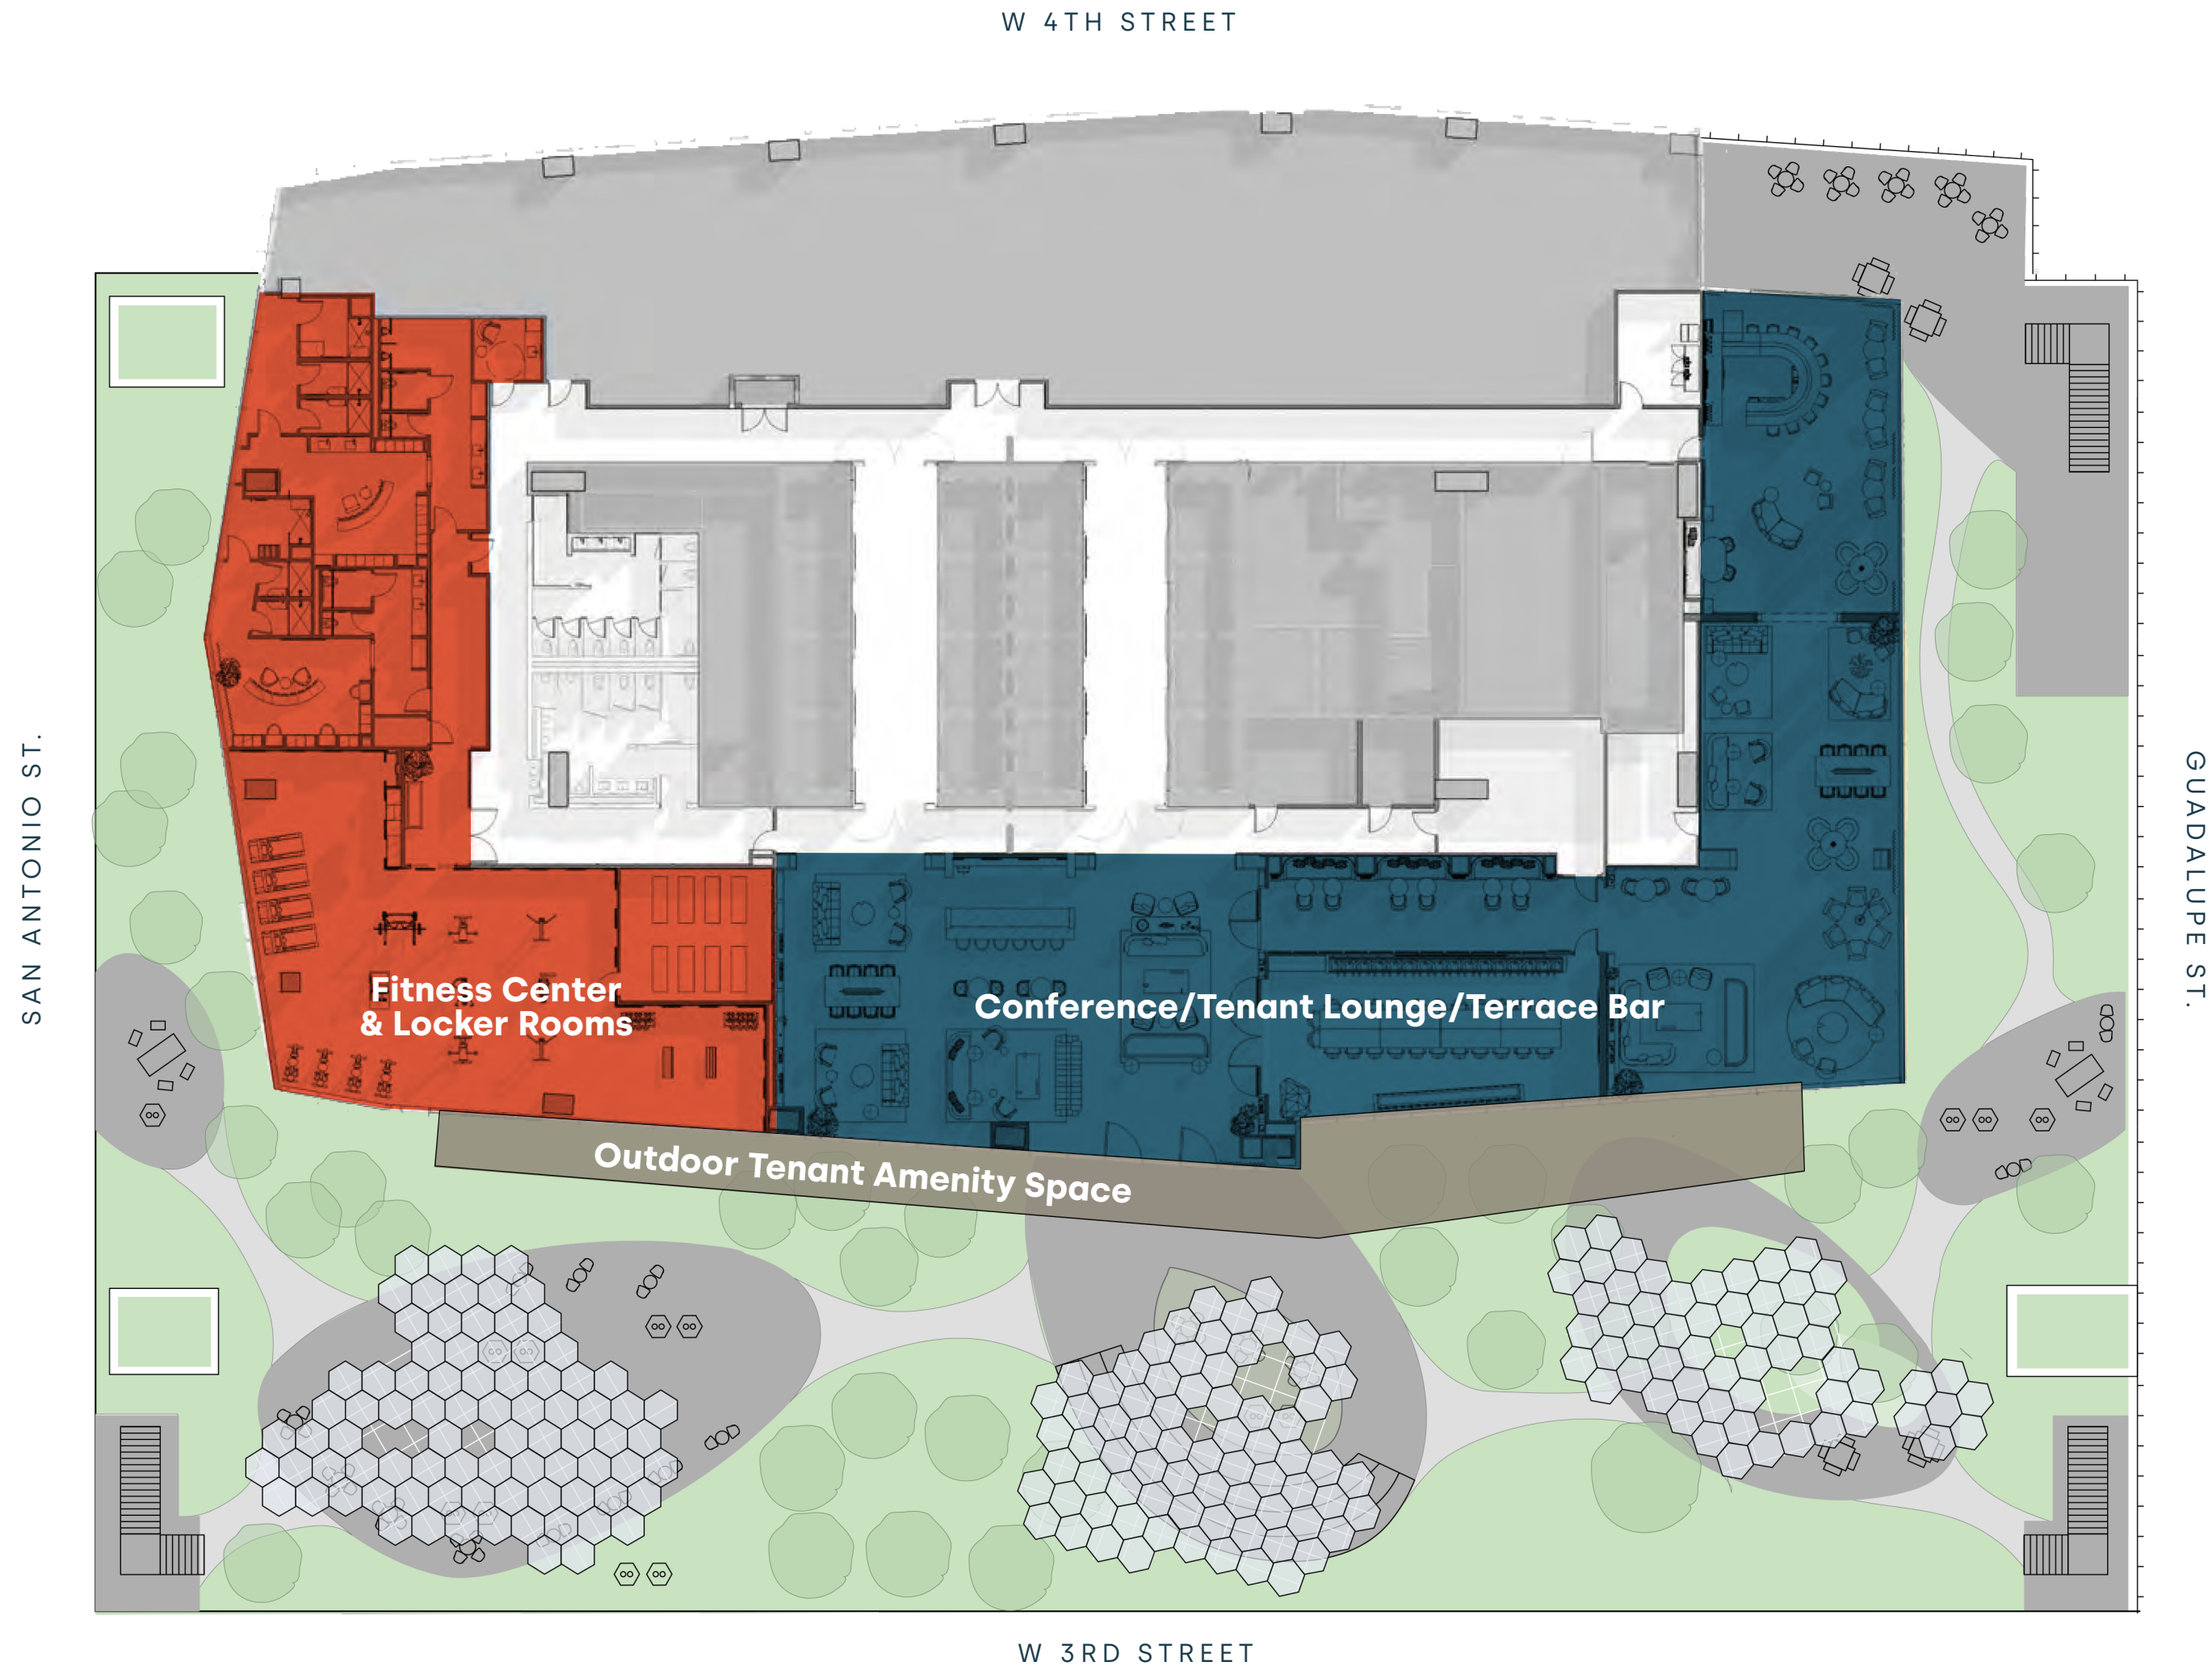 W 4TH STREET
SAN ANTONIO ST.
GUADALUPE ST.
Fitness Center
& Locker Rooms
Conference/Tenant Lounge/Terrace Bar
Outdoor Tenant Amenity Space
W 3RD STREET